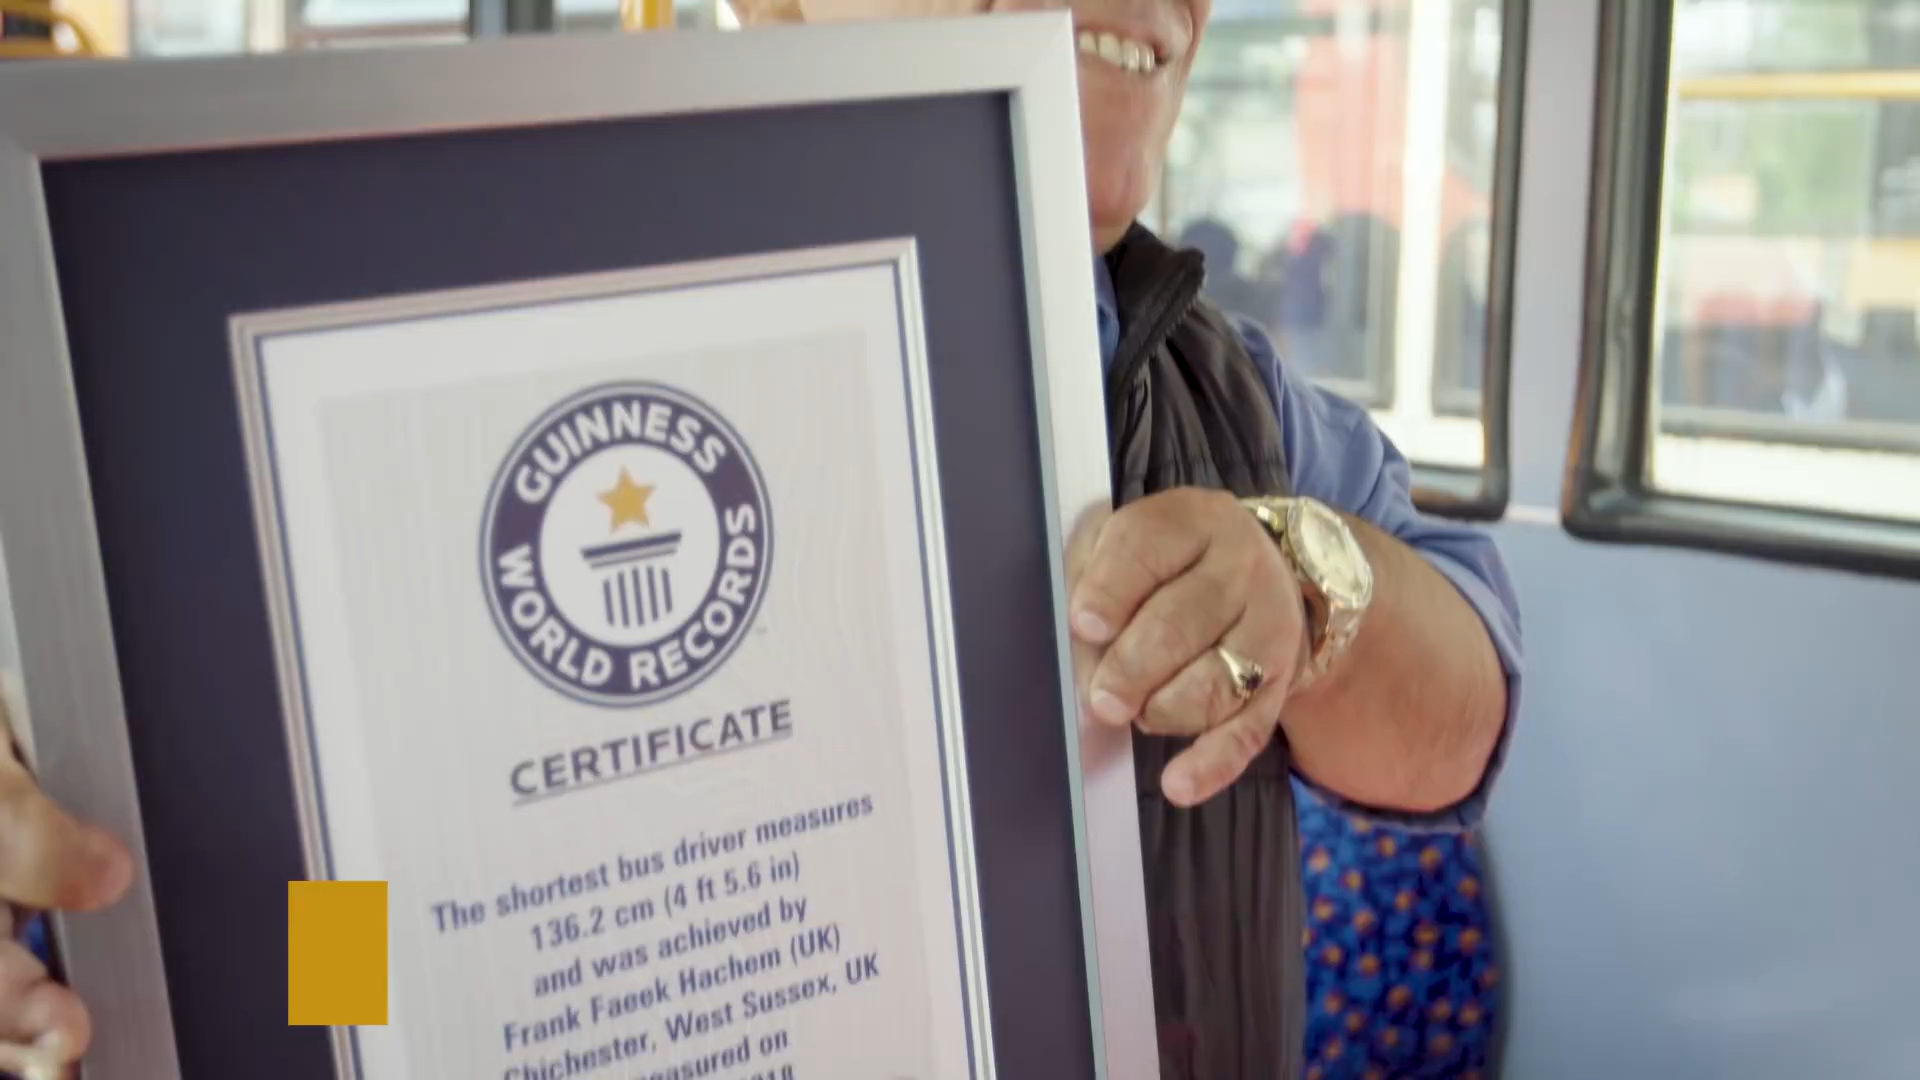 GUINNESS
WORLD RECORDS
CERTIFICATE
The shortest bus driver measures
136.2 cm (4 ft 5.6 in)
and was achieved by
Frank Faeek Hachem (UK)
Chichester, West Sussex, UK
on